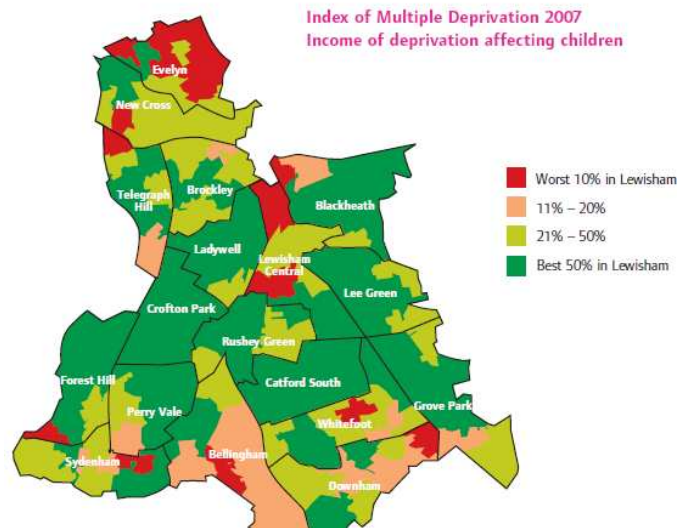 Index of Multiple Deprivation 2007
Income of deprivation affecting children
Evelyn
New Cross
Telegraph
Hill
Brockley
Blackheath
Ladywell
Lewisham
Central
Lee Green
Crofton Park
Rushey Green
Forest Hill
Perry Vale
Catford South
Grove Park
Whitefoot
Sydenham
Bellingham
Downham
Worst 10% in Lewisham
11% – 20%
21% – 50%
Best 50% in Lewisham